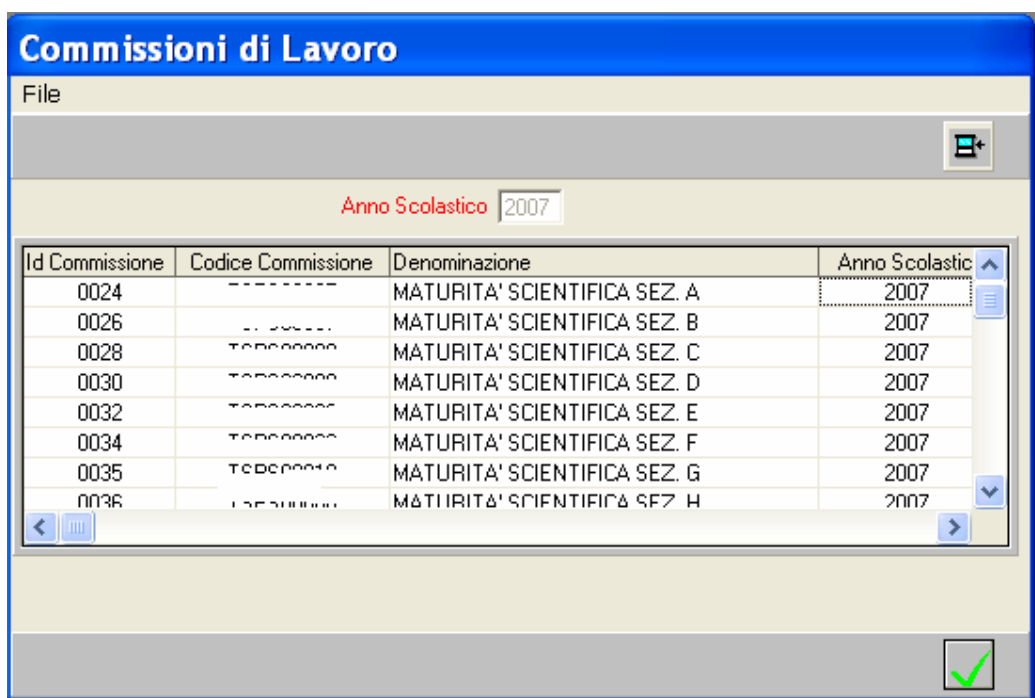 Commissioni di Lavoro
File
Anno Scolastico 2007
Id Commissione Codice Commissione Denominazione Anno Scolastic
0024 MATURITA' SCIENTIFICA SEZ. A 2007
0026 MATURITA' SCIENTIFICA SEZ. B 2007
0028 MATURITA' SCIENTIFICA SEZ. C 2007
0030 MATURITA' SCIENTIFICA SEZ. D 2007
0032 MATURITA' SCIENTIFICA SEZ. E 2007
0034 MATURITA' SCIENTIFICA SEZ. F 2007
0035 MATURITA' SCIENTIFICA SEZ. G 2007
0036 MATURITA' SCIENTIFICA SEZ. H 2007